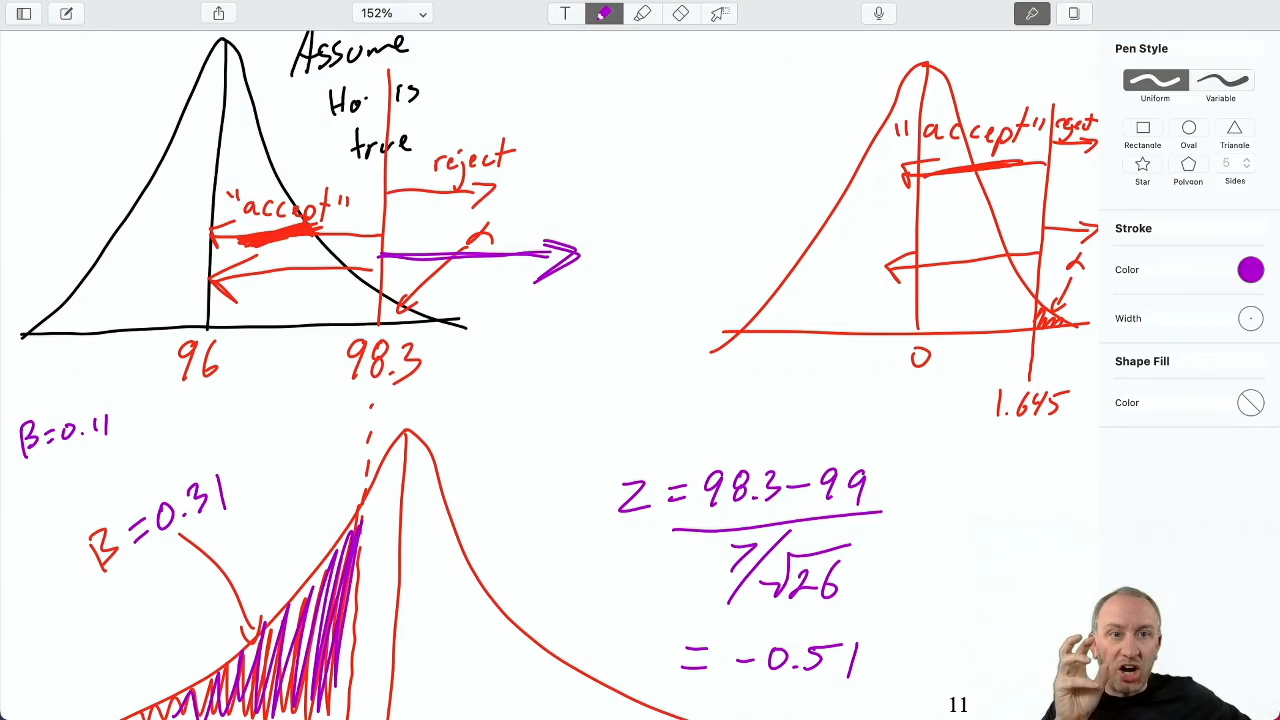 152%
T
Assume
Ho. is
true
reject
"accept"
α
96
98.3
"accept"
reject
α
0
1.645
β=0.11
β=0.31
Z = 98.3-99
7/√26
= -0.51
11
Pen Style
Uniform
Variable
Rectangle
Oval
Triangle
Star
Polygon
5
Sides
Stroke
Color
Width
Shape Fill
Color